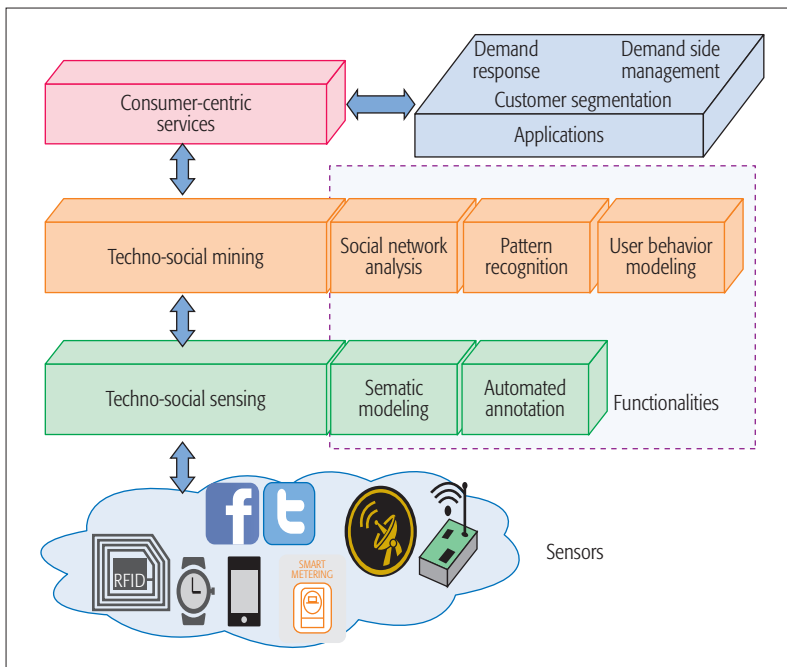 Demand
response
Demand side
management
Customer segmentation
Applications
Consumer-centric
services
Techno-social mining
Social network
analysis
Pattern
recognition
User behavior
modeling
Techno-social sensing
Sematic
modeling
Automated
annotation
Functionalities
f
t
RFID
SMART
METERING
Sensors